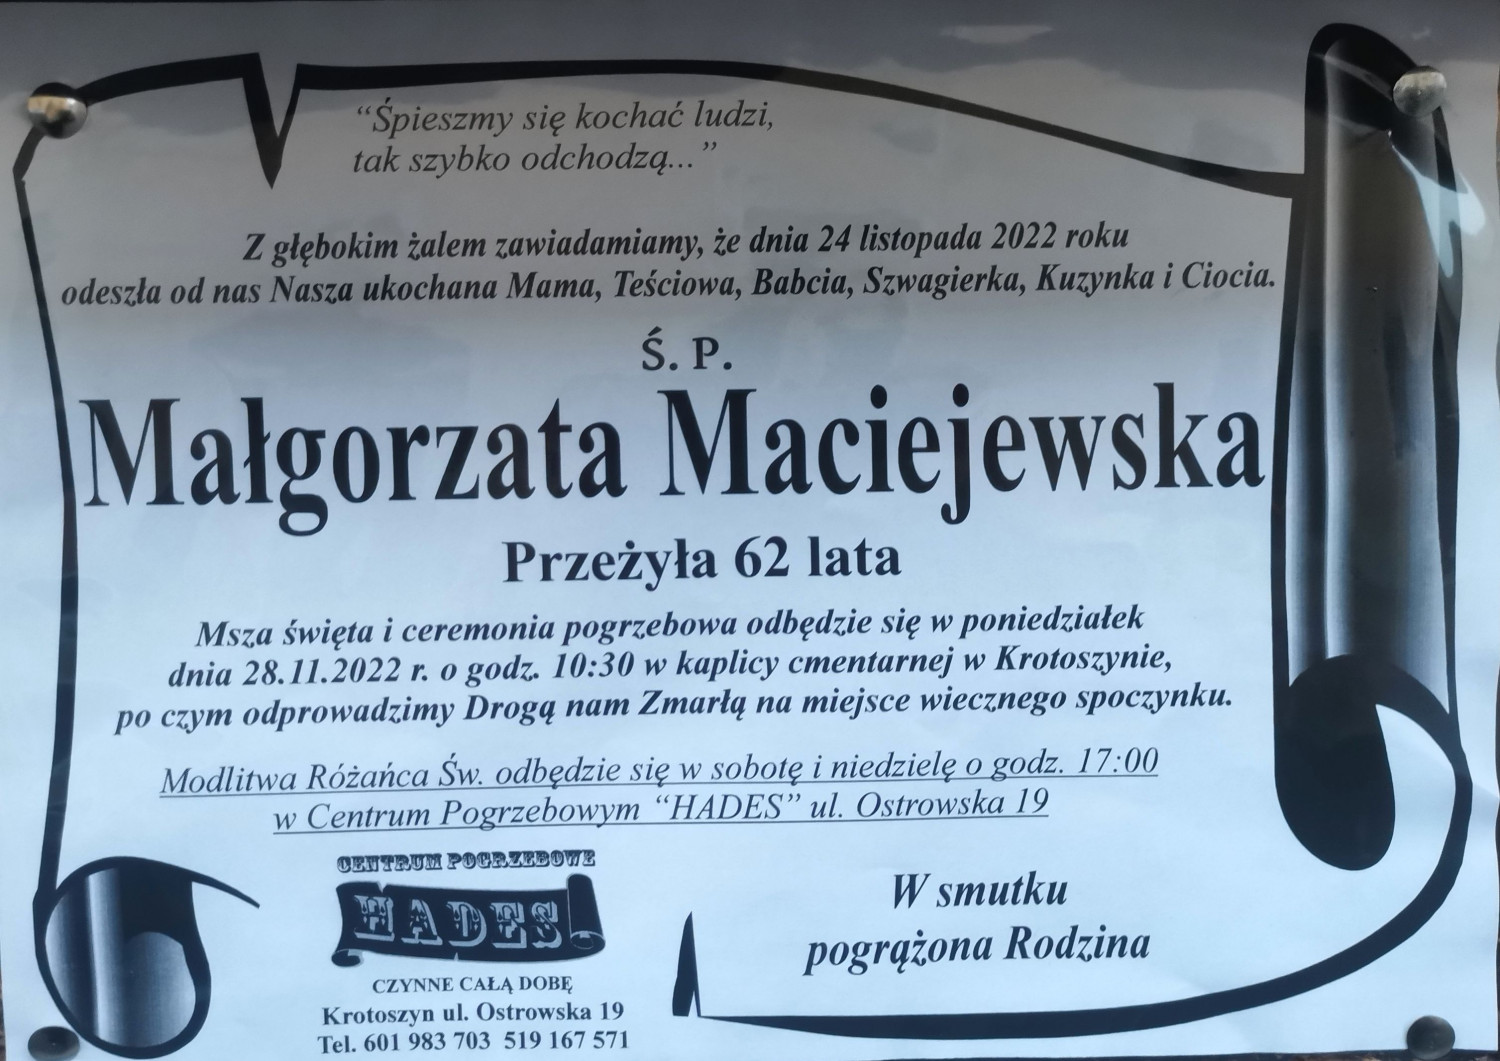 “Śpieszmy się kochać ludzi,
tak szybko odchodzą...”
Z głębokim żalem zawiadamiamy, że dnia 24 listopada 2022 roku
odeszła od nas Nasza ukochana Mama, Teściowa, Babcia, Szwagierka, Kuzynka i Ciocia.
Ś. P.
Małgorzata Maciejewska
Przeżyła 62 lata
Msza święta i ceremonia pogrzebowa odbędzie się w poniedziałek
dnia 28.11.2022 r. o godz. 10:30 w kaplicy cmentarnej w Krotoszynie,
po czym odprowadzimy Drogą nam Zmarłą na miejsce wiecznego spoczynku.
Modlitwa Różańca Św. odbędzie się w sobotę i niedzielę o godz. 17:00
w Centrum Pogrzebowym “HADES” ul. Ostrowska 19
CENTRUM POGRZEBOWE
HADES
CZYNNE CAŁĄ DOBĘ
Krotoszyn ul. Ostrowska 19
Tel. 601 983 703 519 167 571
W smutku
pogrążona Rodzina